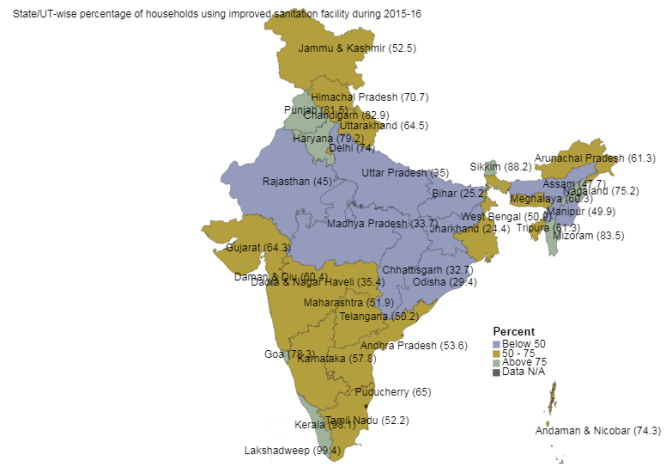 State/UT-wise percentage of households using improved sanitation facility during 2015-16
Jammu & Kashmir (52.5)
Himachal Pradesh (70.7)
Punjab (81.5)
Chandigarh (82.9)
Uttarakhand (64.5)
Haryana (79.2)
Delhi (74)
Sikkim (88.2)
Arunachal Pradesh (61.3)
Rajasthan (45)
Uttar Pradesh (35)
Assam (47.7)
Nagaland (75.2)
Bihar (25.2)
Meghalaya (60.3)
Manipur (49.9)
West Bengal (50.9)
Madhya Pradesh (33.7)
Jharkhand (24.4)
Tripura (61.3)
Mizoram (83.5)
Gujarat (64.3)
Chhattisgarh (32.7)
Daman & Diu (60.4)
Dadra & Nagar Haveli (35.4)
Odisha (29.4)
Maharashtra (51.9)
Telangana (50.2)
Andhra Pradesh (53.6)
Goa (78.3)
Karnataka (57.8)
Percent
Below 50
50 - 75
Above 75
Data N/A
Puducherry (65)
Tamil Nadu (52.2)
Kerala (98.1)
Andaman & Nicobar (74.3)
Lakshadweep (99.4)